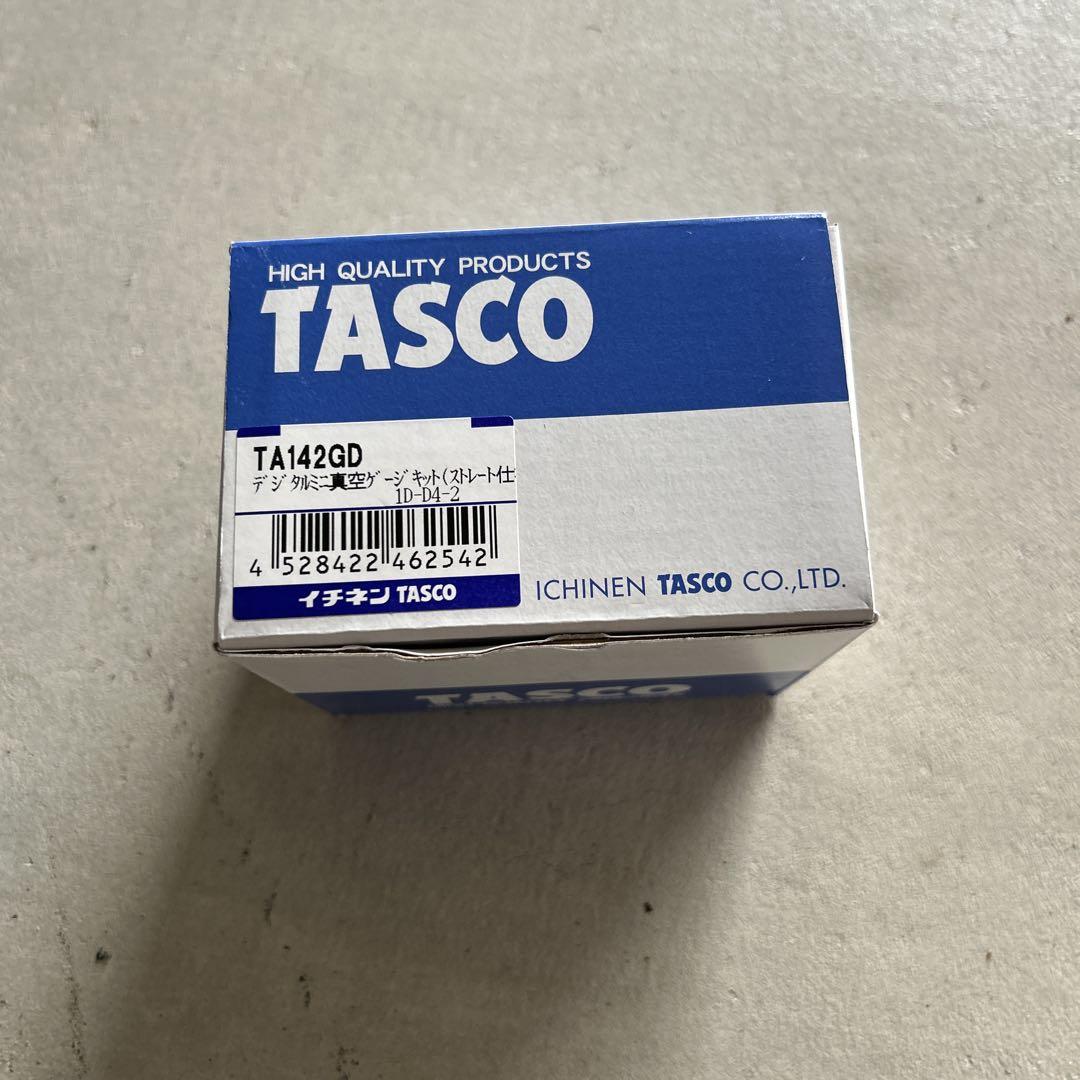 HIGH QUALITY PRODUCTS
TASCO
TA142GD
デジタルミニ真空ゲージキット(ストレート仕
1D-D4-2
4 528422 462542
イチネン TASCO
ICHINEN TASCO CO.,LTD.
TASCO